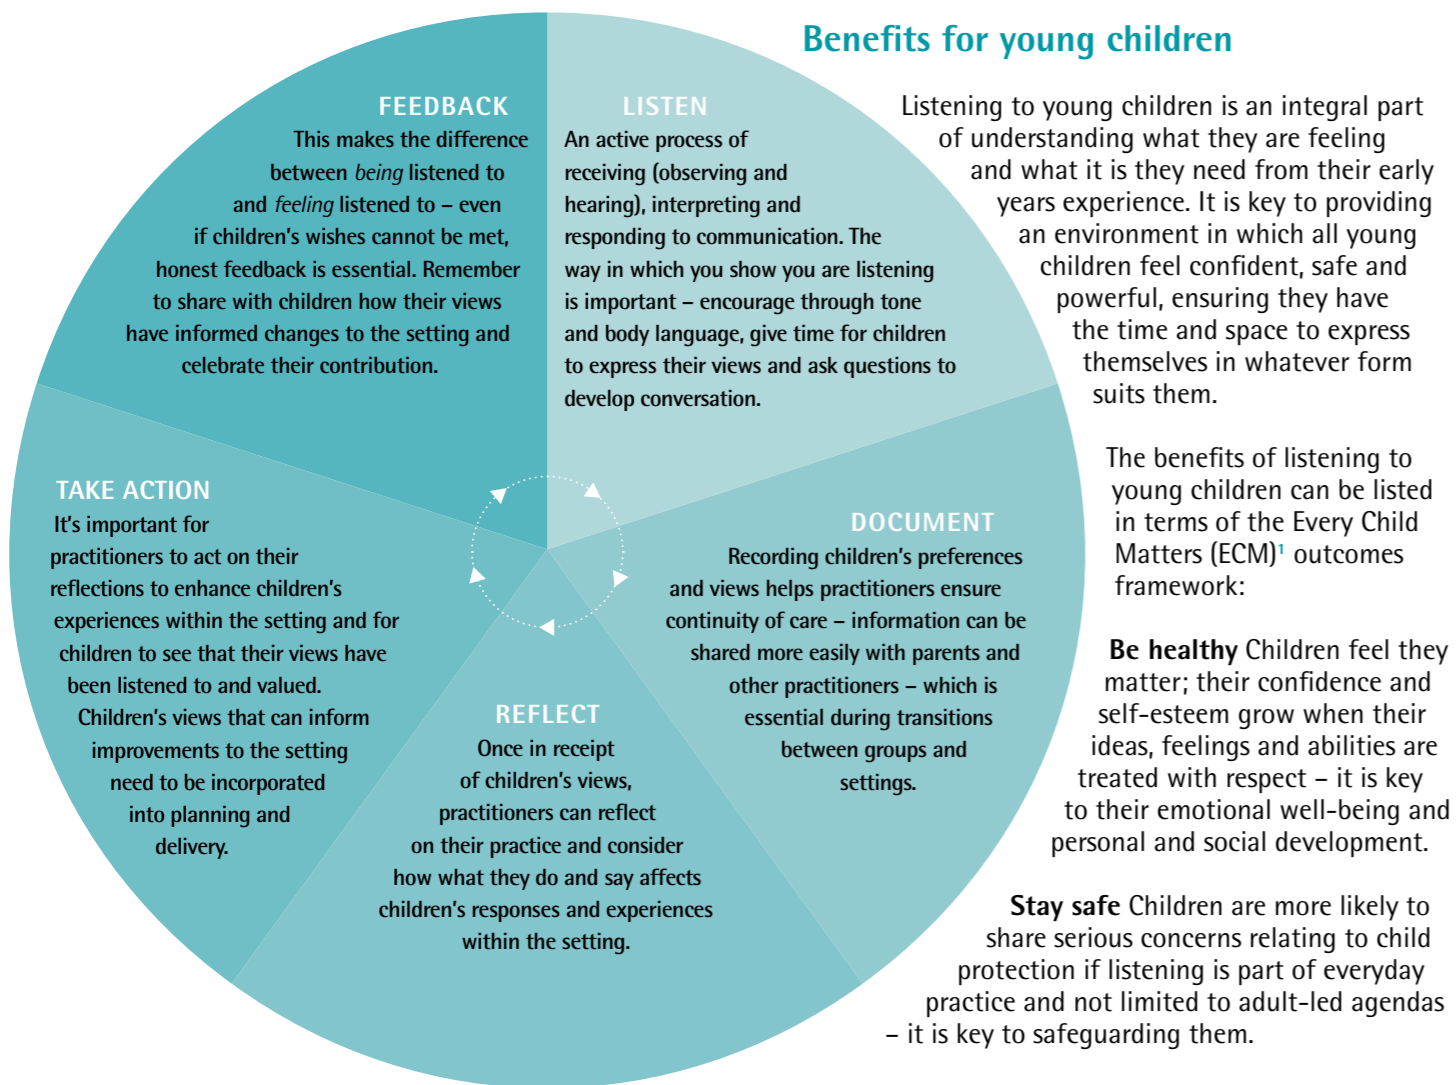 FEEDBACK
This makes the difference
between being listened to
and feeling listened to – even
if children's wishes cannot be met,
honest feedback is essential. Remember
to share with children how their views
have informed changes to the setting and
celebrate their contribution.
LISTEN
An active process of
receiving (observing and
hearing), interpreting and
responding to communication. The
way in which you show you are listening
is important – encourage through tone
and body language, give time for children
to express their views and ask questions to
develop conversation.
DOCUMENT
Recording children's preferences
and views helps practitioners ensure
continuity of care – information can be
shared more easily with parents and
other practitioners – which is
essential during transitions
between groups and
settings.
REFLECT
Once in receipt
of children's views,
practitioners can reflect
on their practice and consider
how what they do and say affects
children's responses and experiences
within the setting.
TAKE ACTION
It's important for
practitioners to act on their
reflections to enhance children's
experiences within the setting and for
children to see that their views have
been listened to and valued.
Children's views that can inform
improvements to the setting
need to be incorporated
into planning and
delivery.
Benefits for young children
Listening to young children is an integral part
of understanding what they are feeling
and what it is they need from their early
years experience. It is key to providing
an environment in which all young
children feel confident, safe and
powerful, ensuring they have
the time and space to express
themselves in whatever form
suits them.
The benefits of listening to
young children can be listed
in terms of the Every Child
Matters (ECM)¹ outcomes
framework:
Be healthy Children feel they
matter; their confidence and
self-esteem grow when their
ideas, feelings and abilities are
treated with respect – it is key
to their emotional well-being and
personal and social development.
Stay safe Children are more likely to
share serious concerns relating to child
protection if listening is part of everyday
practice and not limited to adult-led agendas
– it is key to safeguarding them.